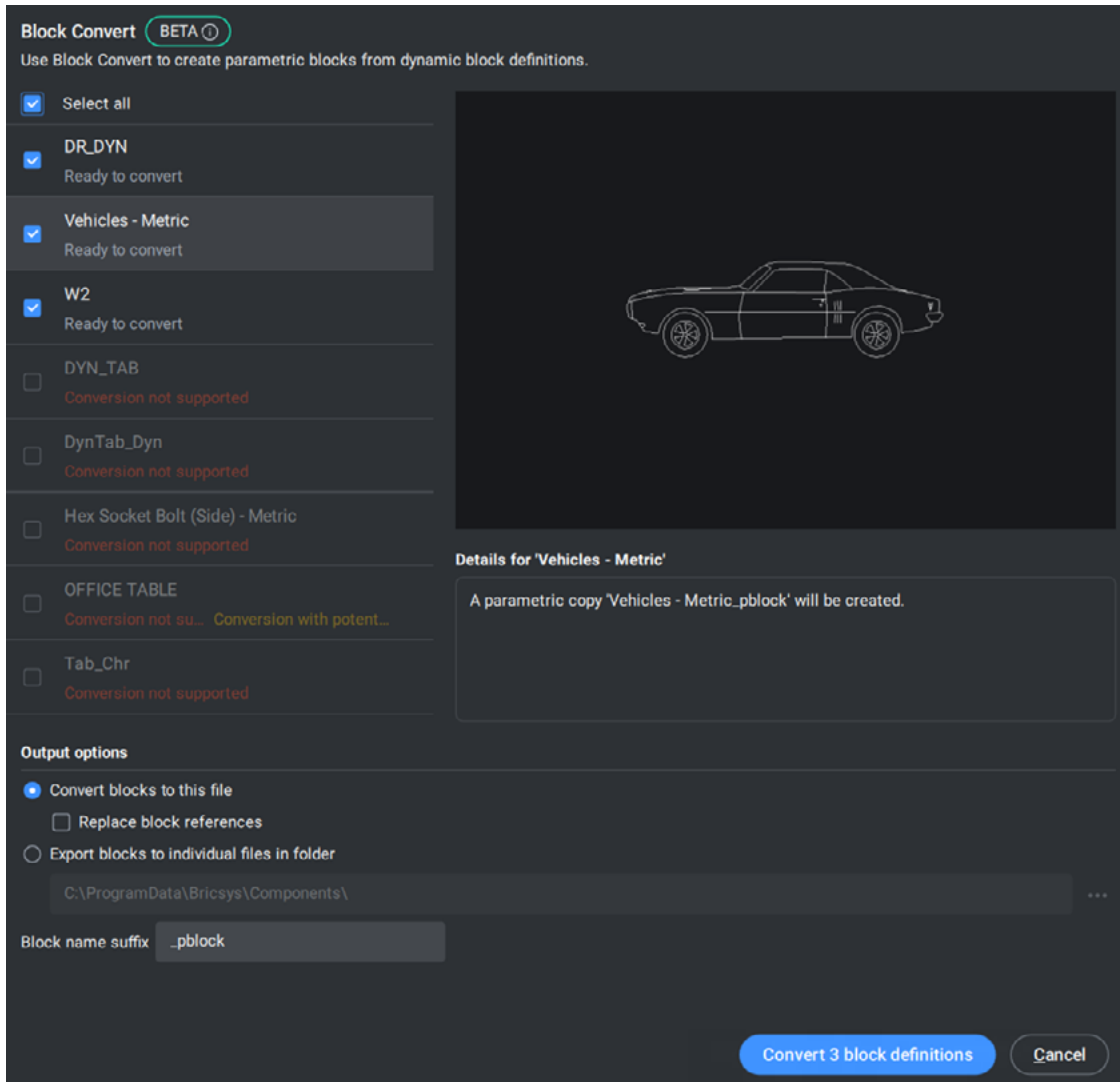 Block Convert BETA
Use Block Convert to create parametric blocks from dynamic block definitions.
Select all
DR_DYN
Ready to convert
Vehicles - Metric
Ready to convert
W2
Ready to convert
DYN_TAB
Conversion not supported
DynTab_Dyn
Conversion not supported
Hex Socket Bolt (Side) - Metric
Conversion not supported
OFFICE TABLE
Conversion not su... Conversion with potent...
Tab_Chr
Conversion not supported
Details for 'Vehicles - Metric'
A parametric copy 'Vehicles - Metric_pblock' will be created.
Output options
Convert blocks to this file
Replace block references
Export blocks to individual files in folder
C:\ProgramData\Bricsys\Components\
...
Block name suffix _pblock
Convert 3 block definitions Cancel